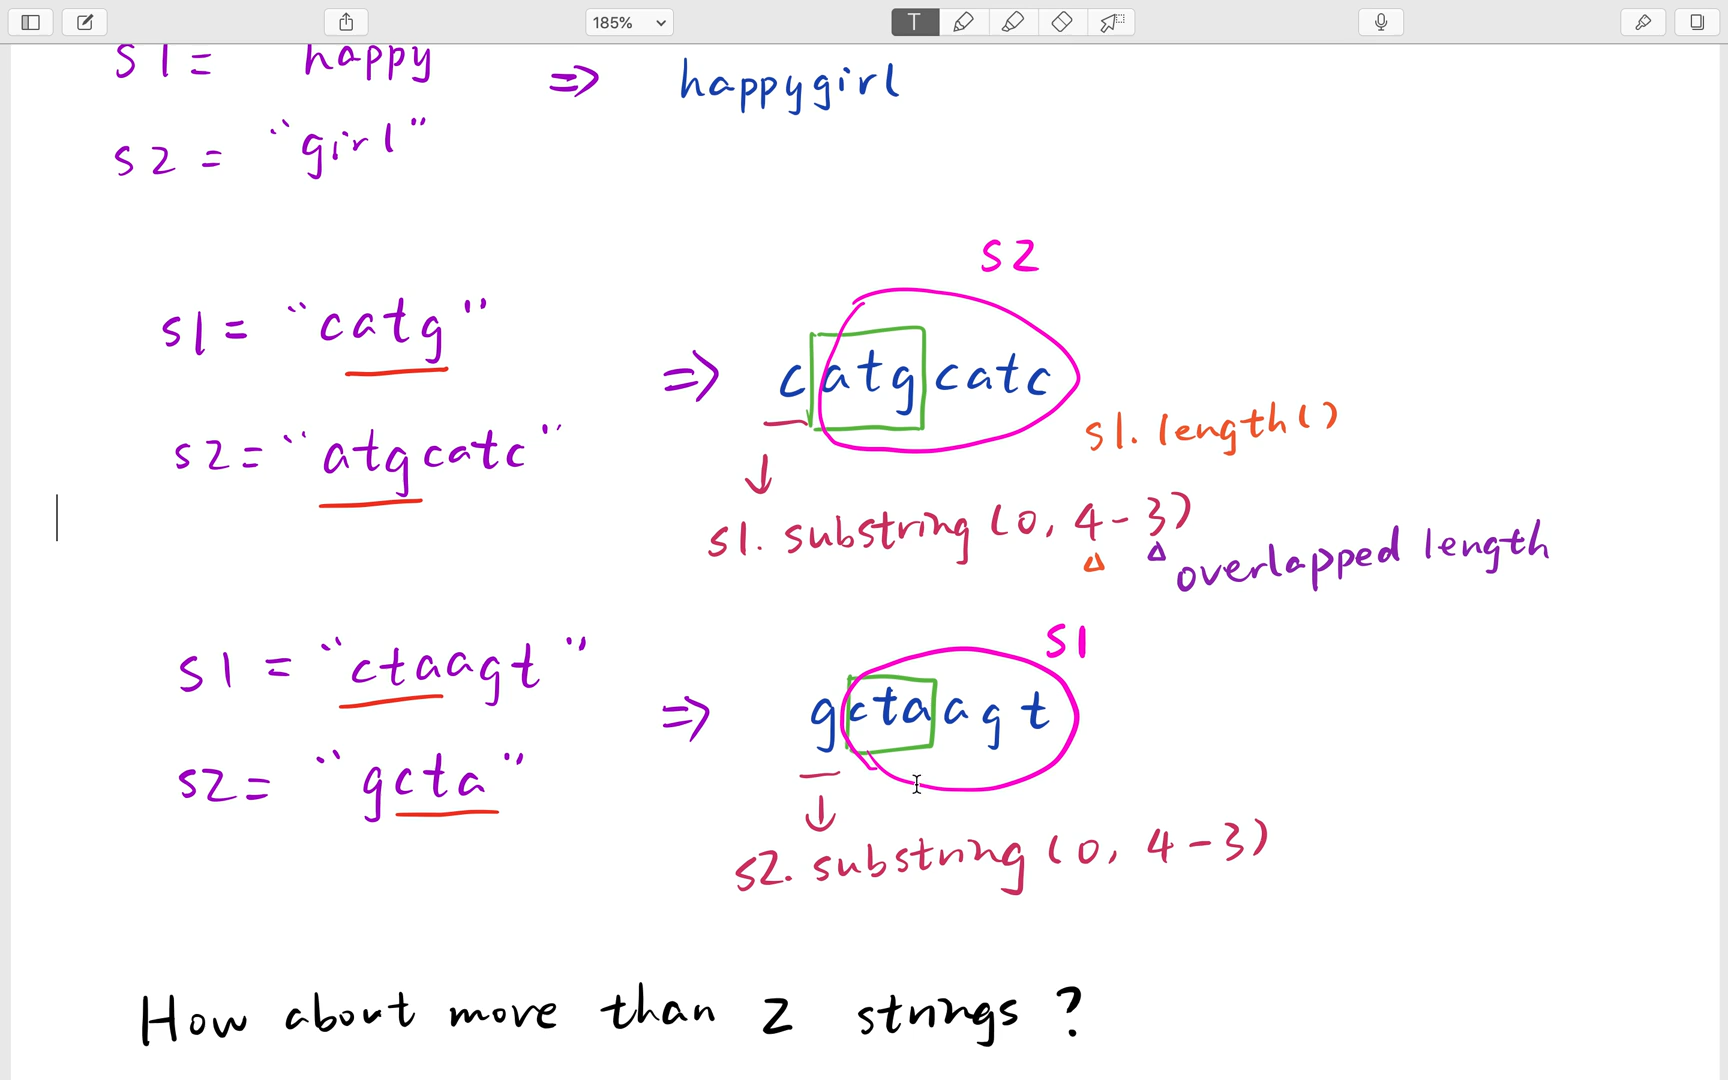 185%
T
s1 = happy
=> happygirl
s2 = "girl"
s2
s1 = "catg"
=> catgcatc
s1.length()
s2 = "atgcatc"
s1.substring(0, 4-3)
overlapped length
s1
s1 = "ctaagt"
=> gctaagt
s2 = "gcta"
s2.substring(0, 4-3)
How about more than 2 strings?